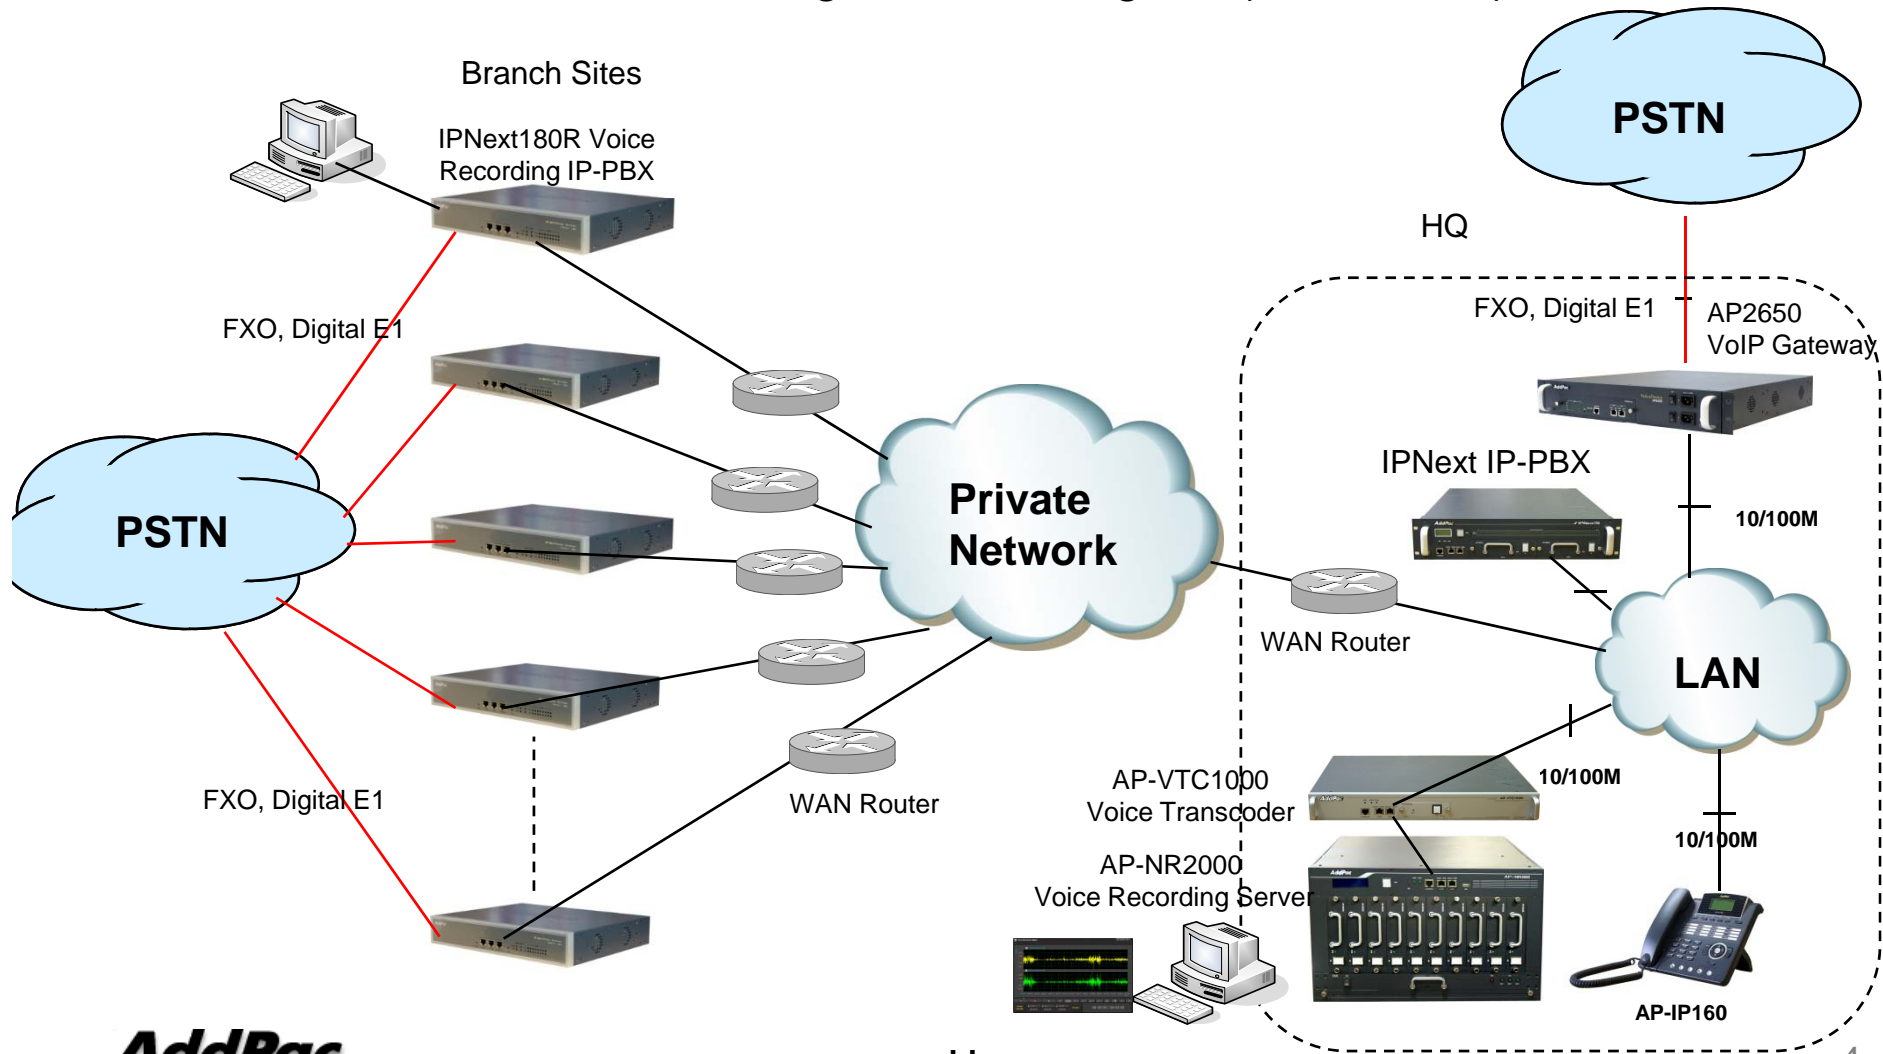 Branch Sites
IPNext180R Voice
Recording IP-PBX
PSTN
HQ
FXO, Digital E1
AP2650
VoIP Gateway
FXO, Digital E1
IPNext IP-PBX
10/100M
Private
Network
PSTN
WAN Router
LAN
FXO, Digital E1
WAN Router
AP-VTC1000
Voice Transcoder
10/100M
10/100M
AP-NR2000
Voice Recording Server
AP-IP160
AddPac